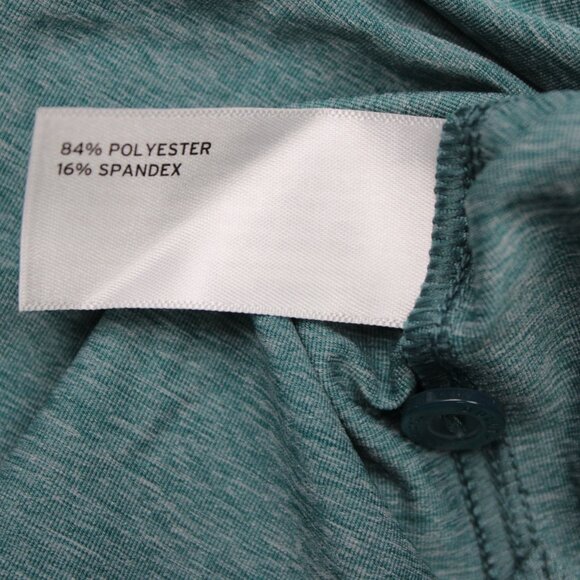 84% POLYESTER
16% SPANDEX